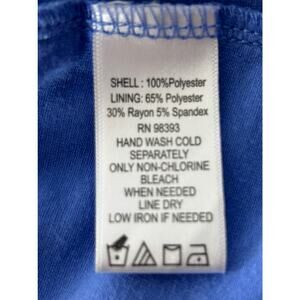 SHELL : 100%Polyester
LINING: 65% Polyester
30% Rayon 5% Spandex
RN 98393
HAND WASH COLD
SEPARATELY
ONLY NON-CHLORINE
BLEACH
WHEN NEEDED
LINE DRY
LOW IRON IF NEEDED